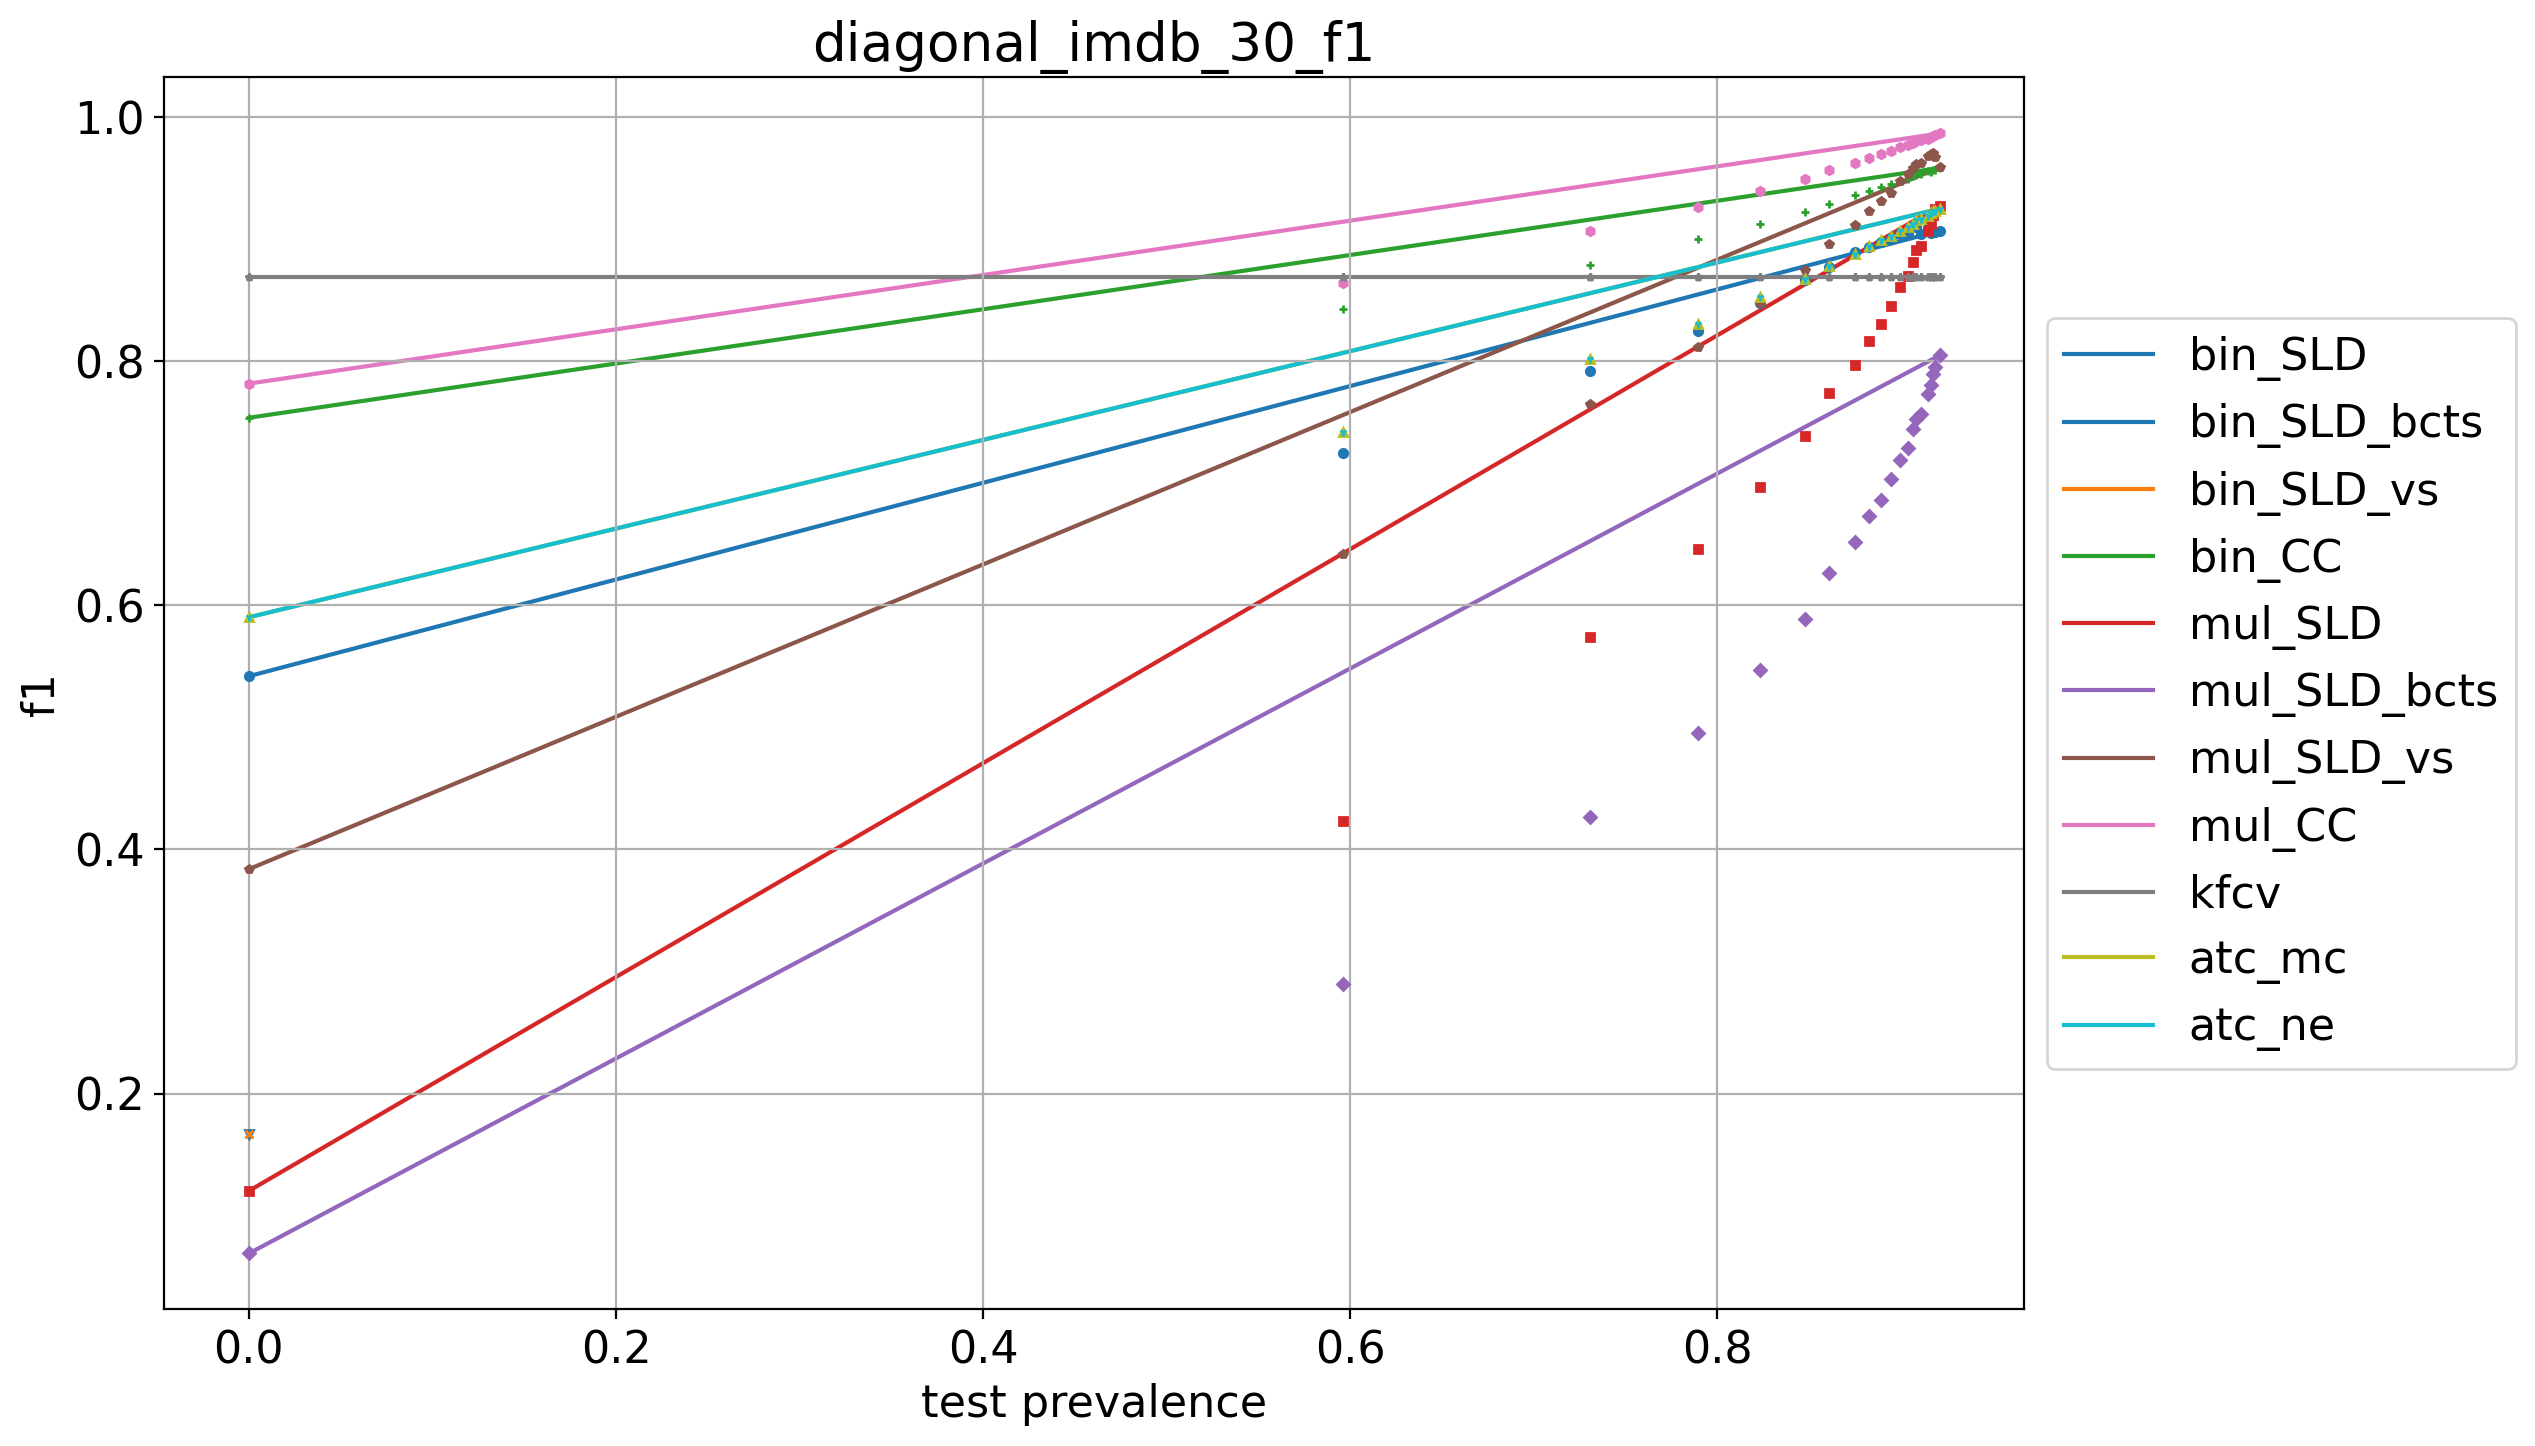 diagonal_imdb_30_f1
1.0
0.8
0.6
0.4
0.2
f1
0.0
0.2
0.4
0.6
0.8
test prevalence
bin_SLD
bin_SLD_bcts
bin_SLD_vs
bin_CC
mul_SLD
mul_SLD_bcts
mul_SLD_vs
mul_CC
kfcv
atc_mc
atc_ne